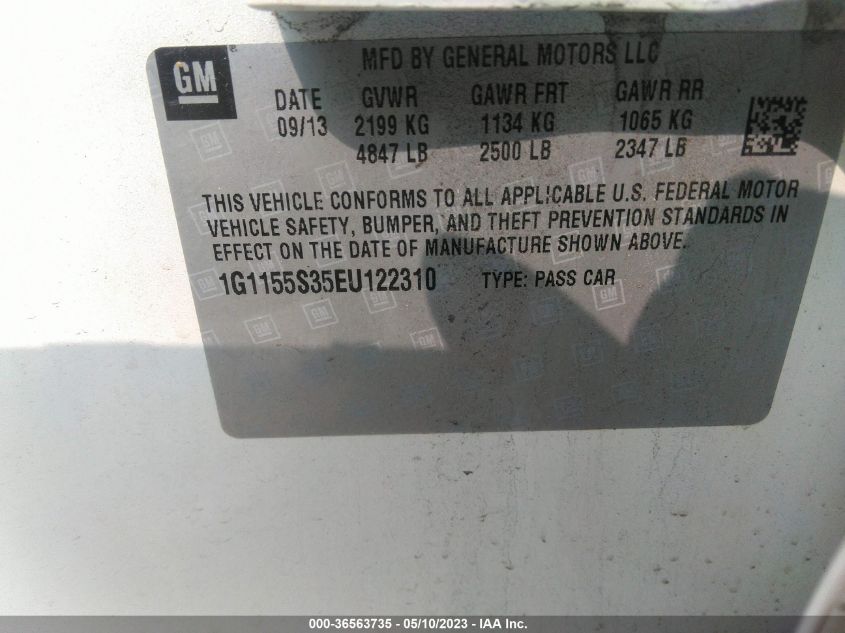 GM
MFD BY GENERAL MOTORS LLC
DATE GVWR GAWR FRT GAWR RR
09/13 2199 KG 1134 KG 1065 KG
4847 LB 2500 LB 2347 LB
THIS VEHICLE CONFORMS TO ALL APPLICABLE U.S. FEDERAL MOTOR
VEHICLE SAFETY, BUMPER, AND THEFT PREVENTION STANDARDS IN
EFFECT ON THE DATE OF MANUFACTURE SHOWN ABOVE.
1G1155S35EU122310 TYPE: PASS CAR
000-36563735 - 05/10/2023 - IAA Inc.